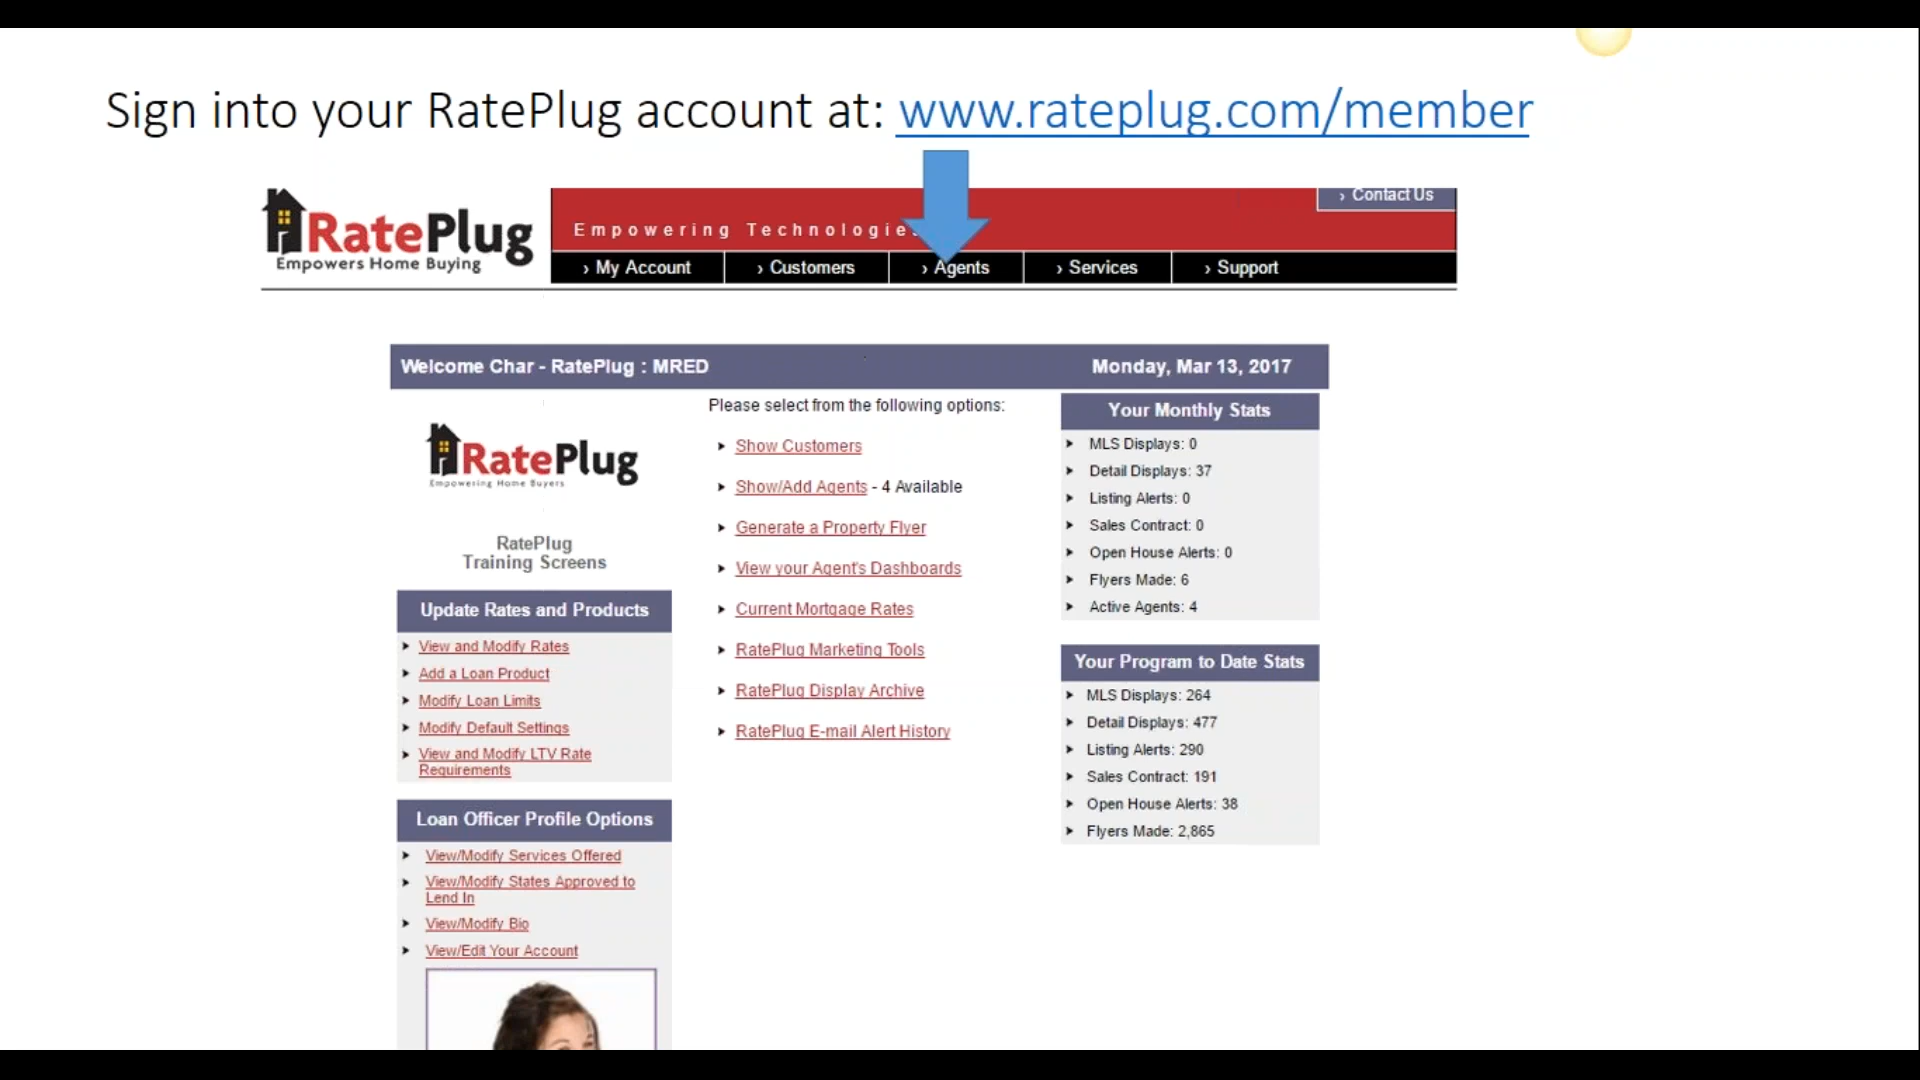 Sign into your RatePlug account at: www.rateplug.com/member
RatePlug
Empowers Home Buying
› Contact Us
Empowering Technologies
› My Account › Customers › Agents › Services › Support
Welcome Char - RatePlug : MRED
Monday, Mar 13, 2017
RatePlug
Empowering Home Buyers
RatePlug
Training Screens
Update Rates and Products
View and Modify Rates
Add a Loan Product
Modify Loan Limits
Modify Default Settings
View and Modify LTV Rate
Requirements
Loan Officer Profile Options
View/Modify Services Offered
View/Modify States Approved to
Lend In
View/Modify Bio
View/Edit Your Account
Please select from the following options:
Show Customers
Show/Add Agents - 4 Available
Generate a Property Flyer
View your Agent's Dashboards
Current Mortgage Rates
RatePlug Marketing Tools
RatePlug Display Archive
RatePlug E-mail Alert History
Your Monthly Stats
MLS Displays: 0
Detail Displays: 37
Listing Alerts: 0
Sales Contract: 0
Open House Alerts: 0
Flyers Made: 6
Active Agents: 4
Your Program to Date Stats
MLS Displays: 264
Detail Displays: 477
Listing Alerts: 290
Sales Contract: 191
Open House Alerts: 38
Flyers Made: 2,865